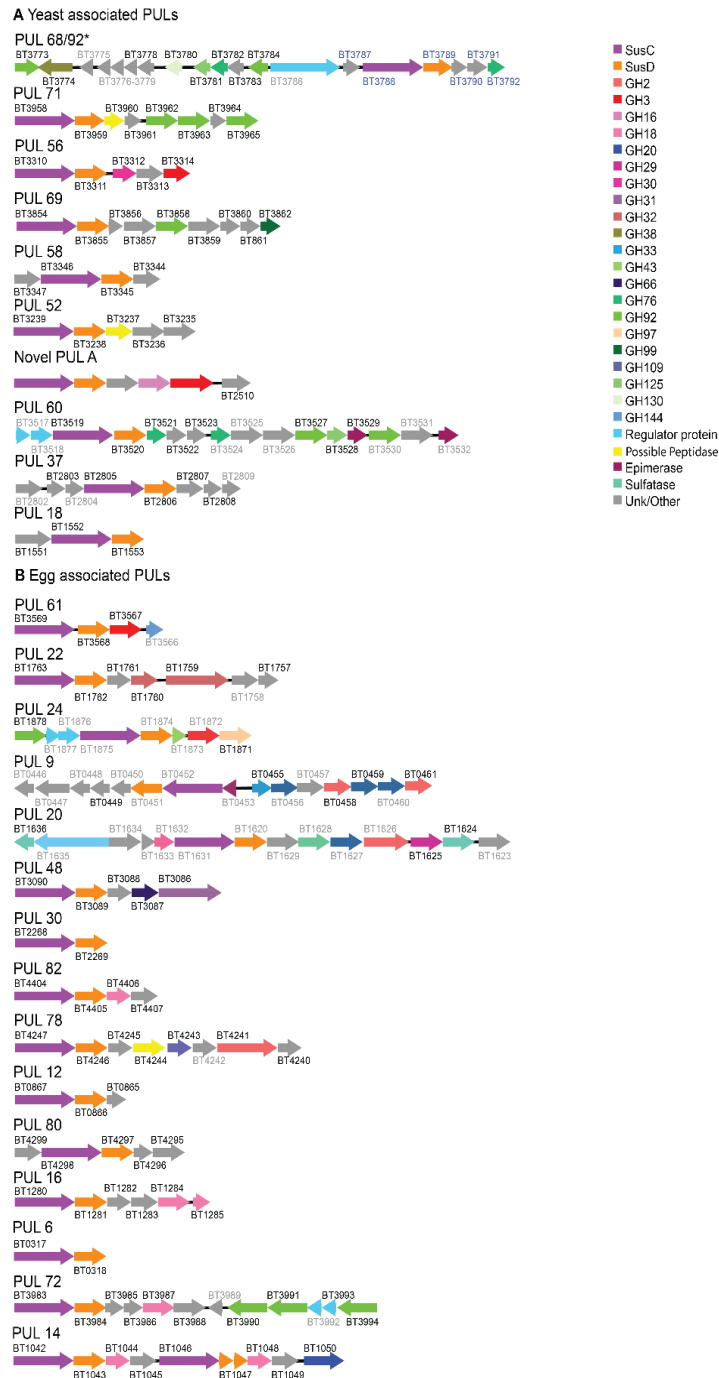 A Yeast associated PULs
PUL 68/92*
BT3773 BT3775 BT3778 BT3780 BT3782 BT3784 BT3787 BT3789 BT3791
BT3774 BT3776-3779 BT3781 BT3783 BT3786 BT3788 BT3790 BT3792
PUL 71
BT3958 BT3960 BT3962 BT3964
BT3959 BT3961 BT3963 BT3965
PUL 56
BT3310 BT3312 BT3314
BT3311 BT3313
PUL 69
BT3854 BT3856 BT3858 BT3860 BT3862
BT3855 BT3857 BT3859 BT861
PUL 58
BT3346 BT3344
BT3347 BT3345
PUL 52
BT3239 BT3237 BT3235
BT3238 BT3236
Novel PUL A
BT2510
PUL 60
BT3517 BT3519 BT3521 BT3523 BT3525 BT3527 BT3529 BT3531
BT3518 BT3520 BT3522 BT3524 BT3526 BT3528 BT3530 BT3532
PUL 37
BT2803 BT2805 BT2807 BT2809
BT2802 BT2804 BT2806 BT2808
PUL 18
BT1552
BT1551 BT1553
SusC
SusD
GH2
GH3
GH16
GH18
GH20
GH29
GH30
GH31
GH32
GH38
GH33
GH43
GH66
GH76
GH92
GH97
GH99
GH109
GH125
GH130
GH144
Regulator protein
Possible Peptidase
Epimerase
Sulfatase
Unk/Other
B Egg associated PULs
PUL 61
BT3569 BT3567
BT3568 BT3566
PUL 22
BT1763 BT1761 BT1759 BT1757
BT1762 BT1760 BT1758
PUL 24
BT1878 BT1876 BT1874 BT1872
BT1877 BT1875 BT1873 BT1871
PUL 9
BT0446 BT0448 BT0450 BT0452 BT0455 BT0457 BT0459 BT0461
BT0447 BT0449 BT0451 BT0453 BT0456 BT0458 BT0460
PUL 20
BT1636 BT1634 BT1632 BT1620 BT1628 BT1626 BT1624
BT1635 BT1633 BT1631 BT1629 BT1627 BT1625 BT1623
PUL 48
BT3090 BT3088 BT3086
BT3089 BT3087
PUL 30
BT2268
BT2269
PUL 82
BT4404 BT4406
BT4405 BT4407
PUL 78
BT4247 BT4245 BT4243 BT4241
BT4246 BT4244 BT4242 BT4240
PUL 12
BT0867 BT0865
BT0866
PUL 80
BT4299 BT4297 BT4295
BT4298 BT4296
PUL 16
BT1280 BT1282 BT1284
BT1281 BT1283 BT1285
PUL 6
BT0317
BT0318
PUL 72
BT3983 BT3985 BT3987 BT3989 BT3991 BT3993
BT3984 BT3986 BT3988 BT3990 BT3992 BT3994
PUL 14
BT1042 BT1044 BT1046 BT1048 BT1050
BT1043 BT1045 BT1047 BT1049